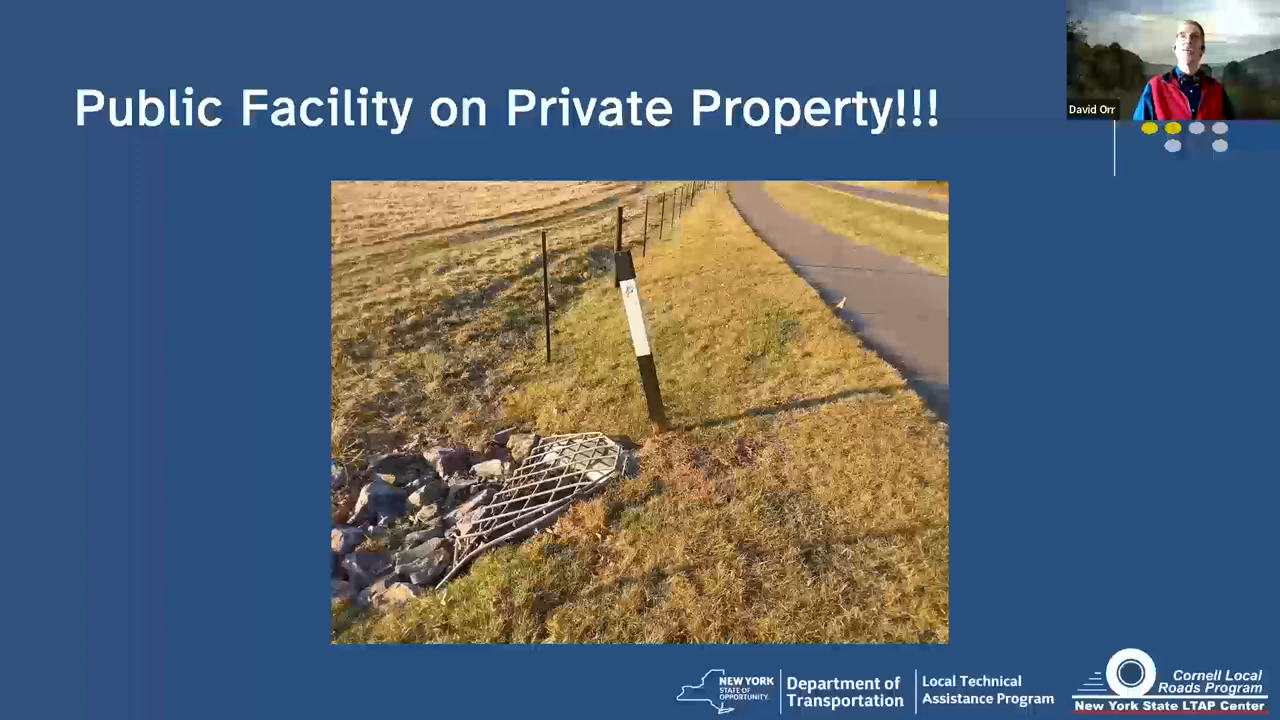 Public Facility on Private Property!!!
David Orr
NEW YORK
STATE OF
OPPORTUNITY.
Department of
Transportation
Local Technical
Assistance Program
Cornell Local
Roads Program
New York State LTAP Center